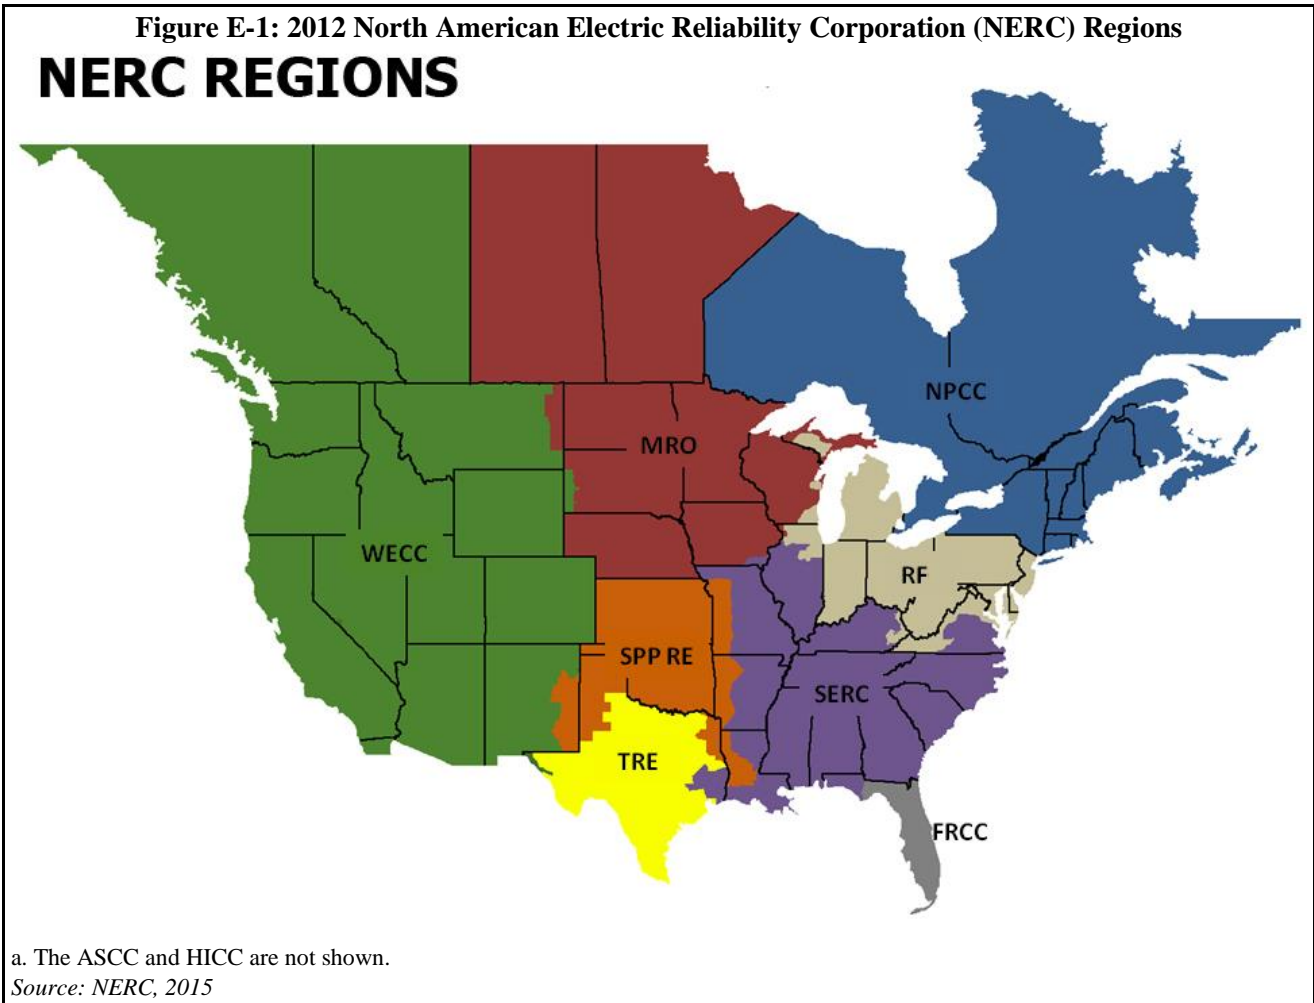 Figure E-1: 2012 North American Electric Reliability Corporation (NERC) Regions
NERC REGIONS
NPCC
MRO
WECC
RF
SPP RE
SERC
TRE
FRCC
a. The ASCC and HICC are not shown.
Source: NERC, 2015